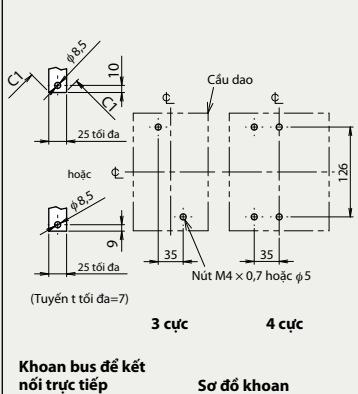 φ8,5
C1
C1
10
25 tối đa
hoặc
φ8,5
9
25 tối đa
(Tuyến t tối đa=7)
Cầu dao
℄
℄
℄
126
35
35
Nút M4 × 0,7 hoặc φ5
3 cực
4 cực
Khoan bus để kết
nối trực tiếp
Sơ đồ khoan